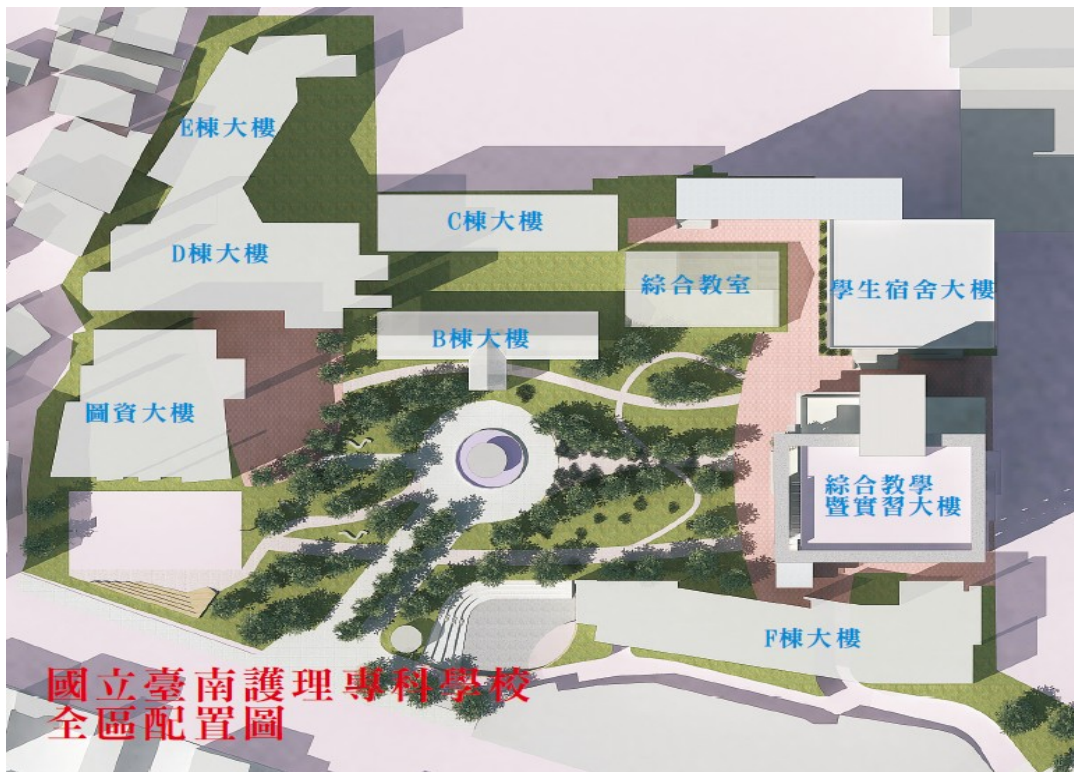 E棟大樓
C棟大樓
D棟大樓
綜合教室
學生宿舍大樓
B棟大樓
圖資大樓
綜合教學
暨實習大樓
F棟大樓
國立臺南護理專科學校
全區配置圖